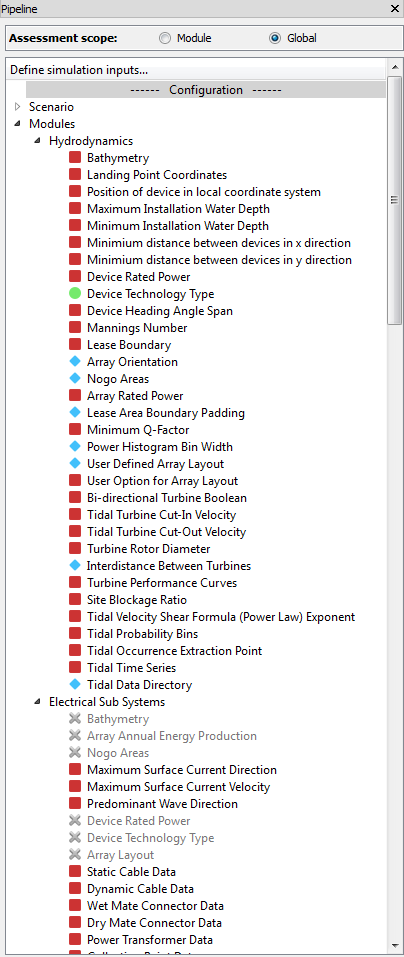 Pipeline
Assessment scope: Module Global
Define simulation inputs...
------ Configuration ------
Scenario
Modules
Hydrodynamics
Bathymetry
Landing Point Coordinates
Position of device in local coordinate system
Maximum Installation Water Depth
Minimum Installation Water Depth
Minimium distance between devices in x direction
Minimium distance between devices in y direction
Device Rated Power
Device Technology Type
Device Heading Angle Span
Mannings Number
Lease Boundary
Array Orientation
Nogo Areas
Array Rated Power
Lease Area Boundary Padding
Minimum Q-Factor
Power Histogram Bin Width
User Defined Array Layout
User Option for Array Layout
Bi-directional Turbine Boolean
Tidal Turbine Cut-In Velocity
Tidal Turbine Cut-Out Velocity
Turbine Rotor Diameter
Interdistance Between Turbines
Turbine Performance Curves
Site Blockage Ratio
Tidal Velocity Shear Formula (Power Law) Exponent
Tidal Probability Bins
Tidal Occurrence Extraction Point
Tidal Time Series
Tidal Data Directory
Electrical Sub Systems
Bathymetry
Array Annual Energy Production
Nogo Areas
Maximum Surface Current Direction
Maximum Surface Current Velocity
Predominant Wave Direction
Device Rated Power
Device Technology Type
Array Layout
Static Cable Data
Dynamic Cable Data
Wet Mate Connector Data
Dry Mate Connector Data
Power Transformer Data